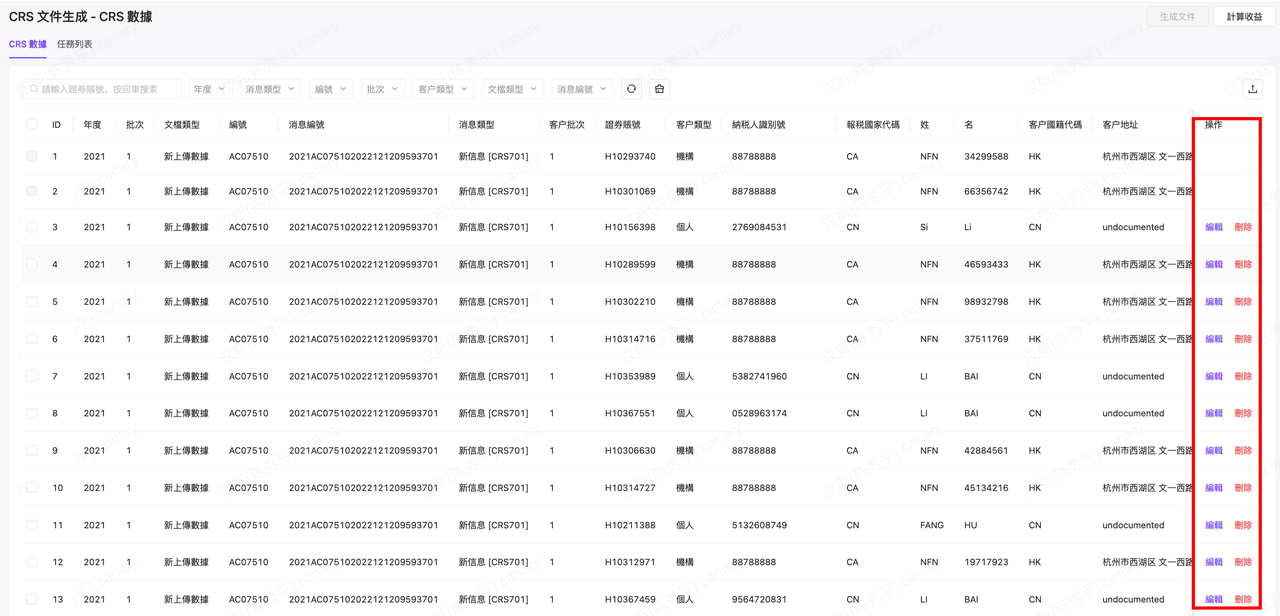 CRS 文件生成 - CRS 數據 生成文件 計算收益
CRS 數據 任務列表
請輸入證券賬號，按回車搜索 年度 消息類型 編號 批次 客户類型 文檔類型 消息編號
ID 年度 批次 文檔類型 編號 消息編號 消息類型 客户批次 證券賬號 客户類型 納税人識別號 報税國家代碼 姓 名 客户國籍代碼 客户地址 操作
1 2021 1 新上傳數據 AC07510 2021AC0751020221212095937​01 新信息 [CRS701] 1 H10293740 機構 88788888 CA NFN 34299588 HK 杭州市西湖区 文一西路
2 2021 1 新上傳數據 AC07510 2021AC075102022121209593701 新信息 [CRS701] 1 H10301069 機構 88788888 CA NFN 66356742 HK 杭州市西湖区 文一西路
3 2021 1 新上傳數據 AC07510 2021AC075102022121209593701 新信息 [CRS701] 1 H10156398 個人 2769084531 CN Si Li CN undocumented 編輯 刪除
4 2021 1 新上傳數據 AC07510 2021AC075102022121209593701 新信息 [CRS701] 1 H10289599 機構 88788888 CA NFN 46593433 HK 杭州市西湖区 文一西路 編輯 刪除
5 2021 1 新上傳數據 AC07510 2021AC075102022121209593701 新信息 [CRS701] 1 H10302210 機構 88788888 CA NFN 98932798 HK 杭州市西湖区 文一西路 編輯 刪除
6 2021 1 新上傳數據 AC07510 2021AC075102022121209593701 新信息 [CRS701] 1 H10314716 機構 88788888 CA NFN 37511769 HK 杭州市西湖区 文一西路 編輯 刪除
7 2021 1 新上傳數據 AC07510 2021AC075102022121209593701 新信息 [CRS701] 1 H10353989 個人 5382741960 CN LI BAI CN undocumented 編輯 刪除
8 2021 1 新上傳數據 AC07510 2021AC075102022121209593701 新信息 [CRS701] 1 H10367551 個人 0528963174 CN LI BAI CN undocumented 編輯 刪除
9 2021 1 新上傳數據 AC07510 2021AC075102022121209593701 新信息 [CRS701] 1 H10306630 機構 88788888 CA NFN 42884561 HK 杭州市西湖区 文一西路 編輯 刪除
10 2021 1 新上傳數據 AC07510 2021AC075102022121209593701 新信息 [CRS701] 1 H10314727 機構 88788888 CA NFN 45134216 HK 杭州市西湖区 文一西路 編輯 刪除
11 2021 1 新上傳數據 AC07510 2021AC075102022121209593701 新信息 [CRS701] 1 H10211388 個人 5132608749 CN FANG HU CN undocumented 編輯 刪除
12 2021 1 新上傳數據 AC07510 2021AC075102022121209593701 新信息 [CRS701] 1 H10312971 機構 88788888 CA NFN 19717923 HK 杭州市西湖区 文一西路 編輯 刪除
13 2021 1 新上傳數據 AC07510 2021AC075102022121209593701 新信息 [CRS701] 1 H10367459 個人 9564720831 CN LI BAI CN undocumented 編輯 刪除